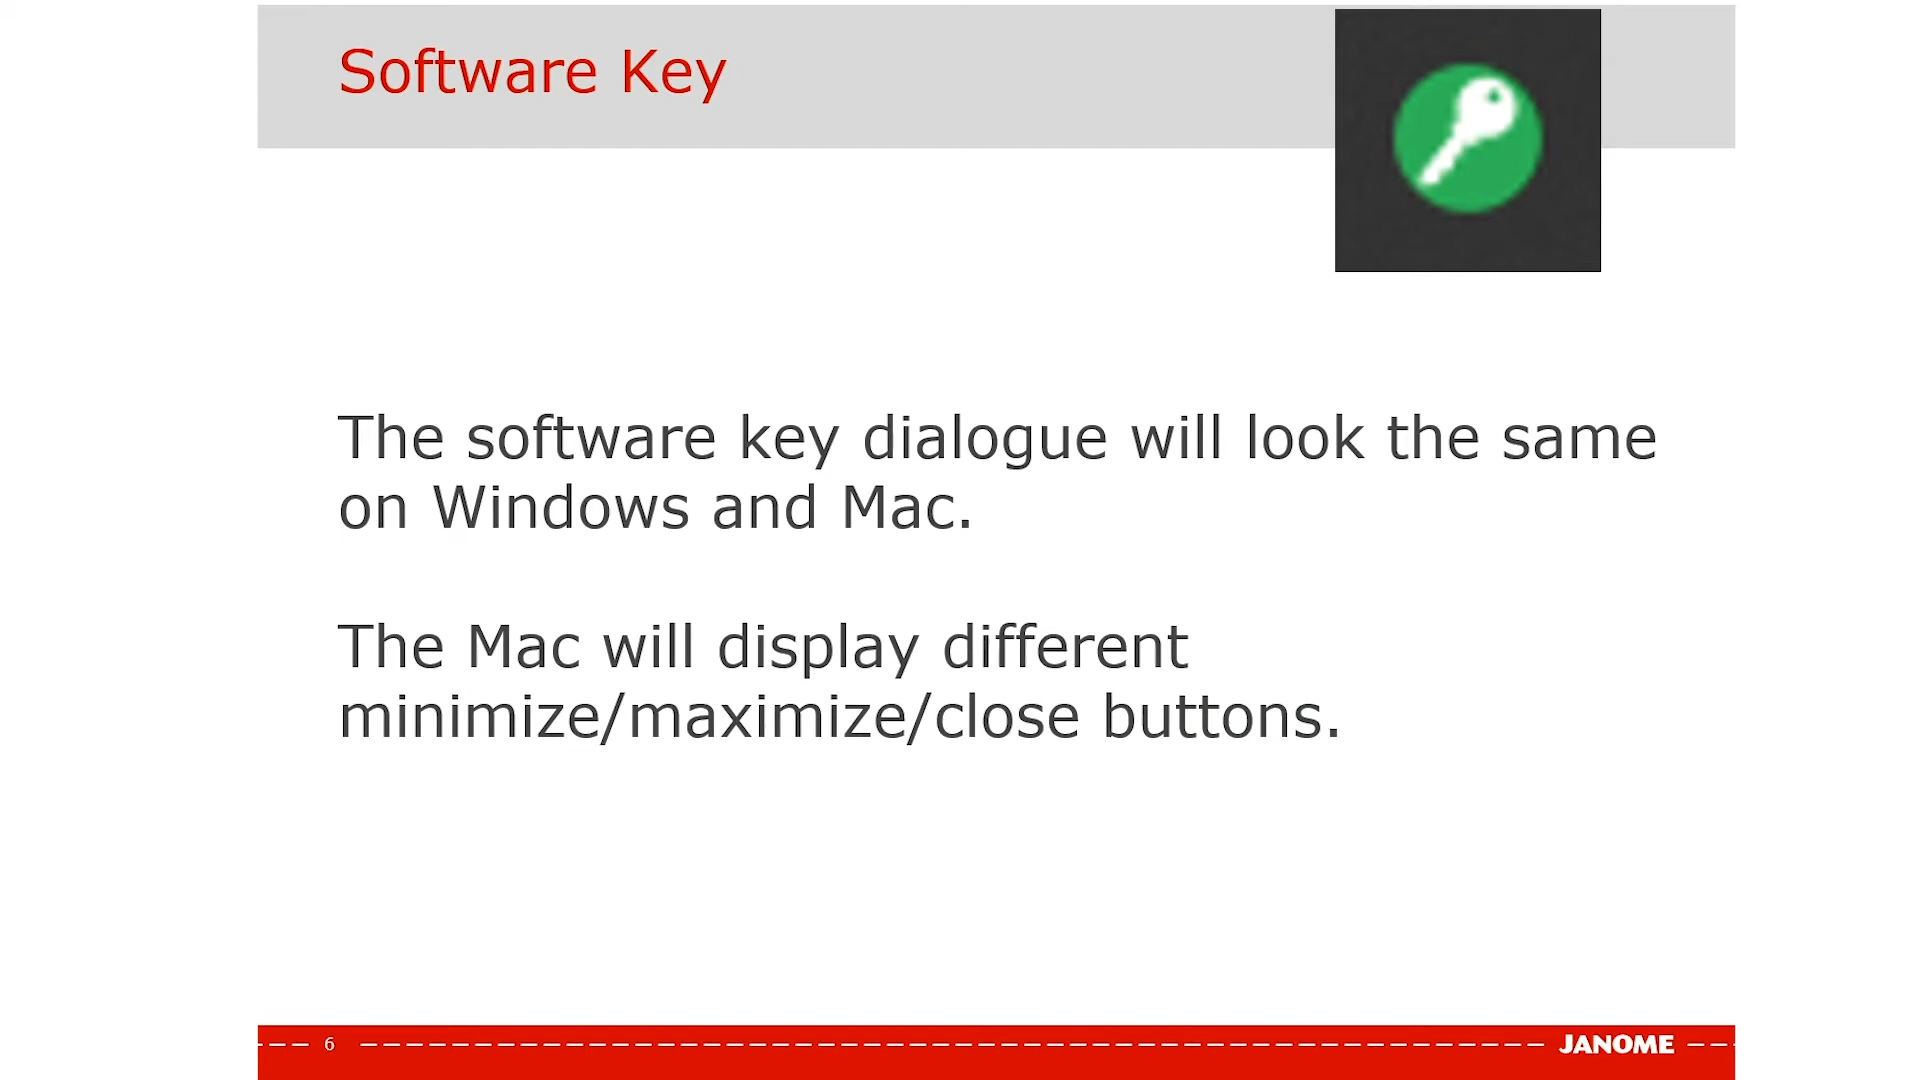 Software Key
The software key dialogue will look the same
on Windows and Mac.
The Mac will display different
minimize/maximize/close buttons.
6
JANOME